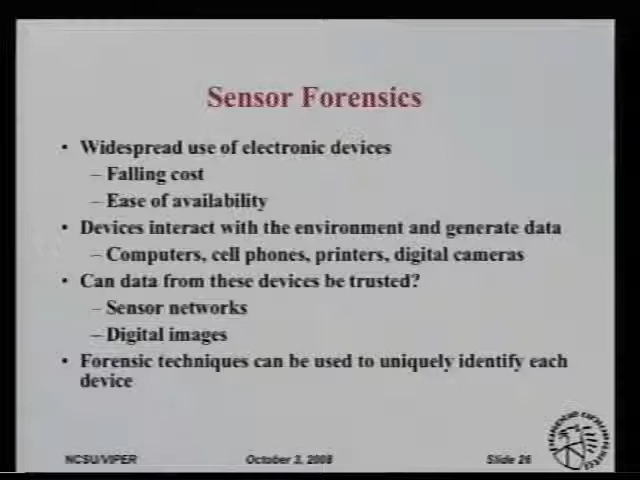 Sensor Forensics
• Widespread use of electronic devices
– Falling cost
– Ease of availability
• Devices interact with the environment and generate data
– Computers, cell phones, printers, digital cameras
• Can data from these devices be trusted?
– Sensor networks
– Digital images
• Forensic techniques can be used to uniquely identify each
device
NCSU/VIPER October 3, 2008 Slide 26